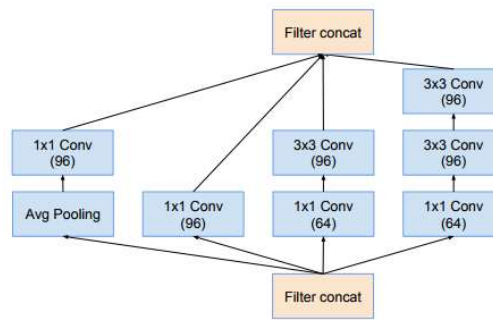 Filter concat
3x3 Conv
(96)
1x1 Conv
(96)
3x3 Conv
(96)
3x3 Conv
(96)
Avg Pooling
1x1 Conv
(96)
1x1 Conv
(64)
1x1 Conv
(64)
Filter concat